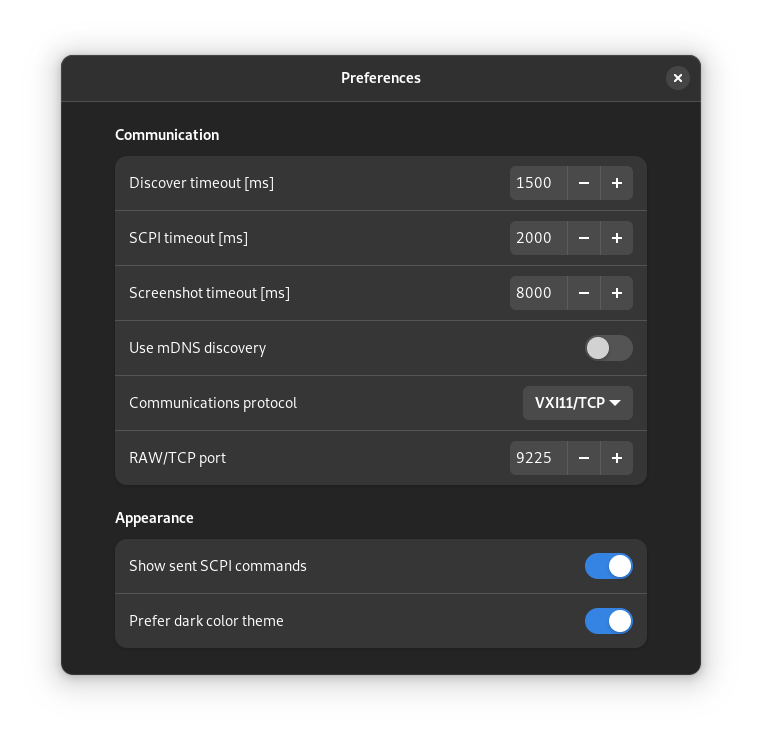 Preferences
Communication
Discover timeout [ms] 1500
SCPI timeout [ms] 2000
Screenshot timeout [ms] 8000
Use mDNS discovery
Communications protocol VXI11/TCP
RAW/TCP port 9225
Appearance
Show sent SCPI commands
Prefer dark color theme